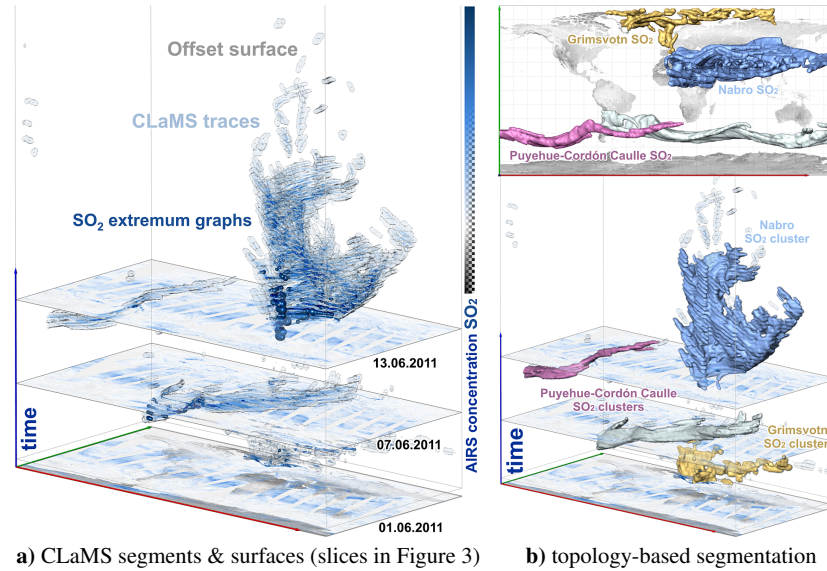 Offset surface
CLaMS traces
SO2 extremum graphs
13.06.2011
07.06.2011
01.06.2011
time
AIRS concentration SO2
a) CLaMS segments & surfaces (slices in Figure 3)
Grimsvotn SO2
Nabro SO2
Puyehue-Cordón Caulle SO2
Nabro
SO2 cluster
Puyehue-Cordón Caulle
SO2 clusters
Grimsvotn
SO2 cluster
time
b) topology-based segmentation